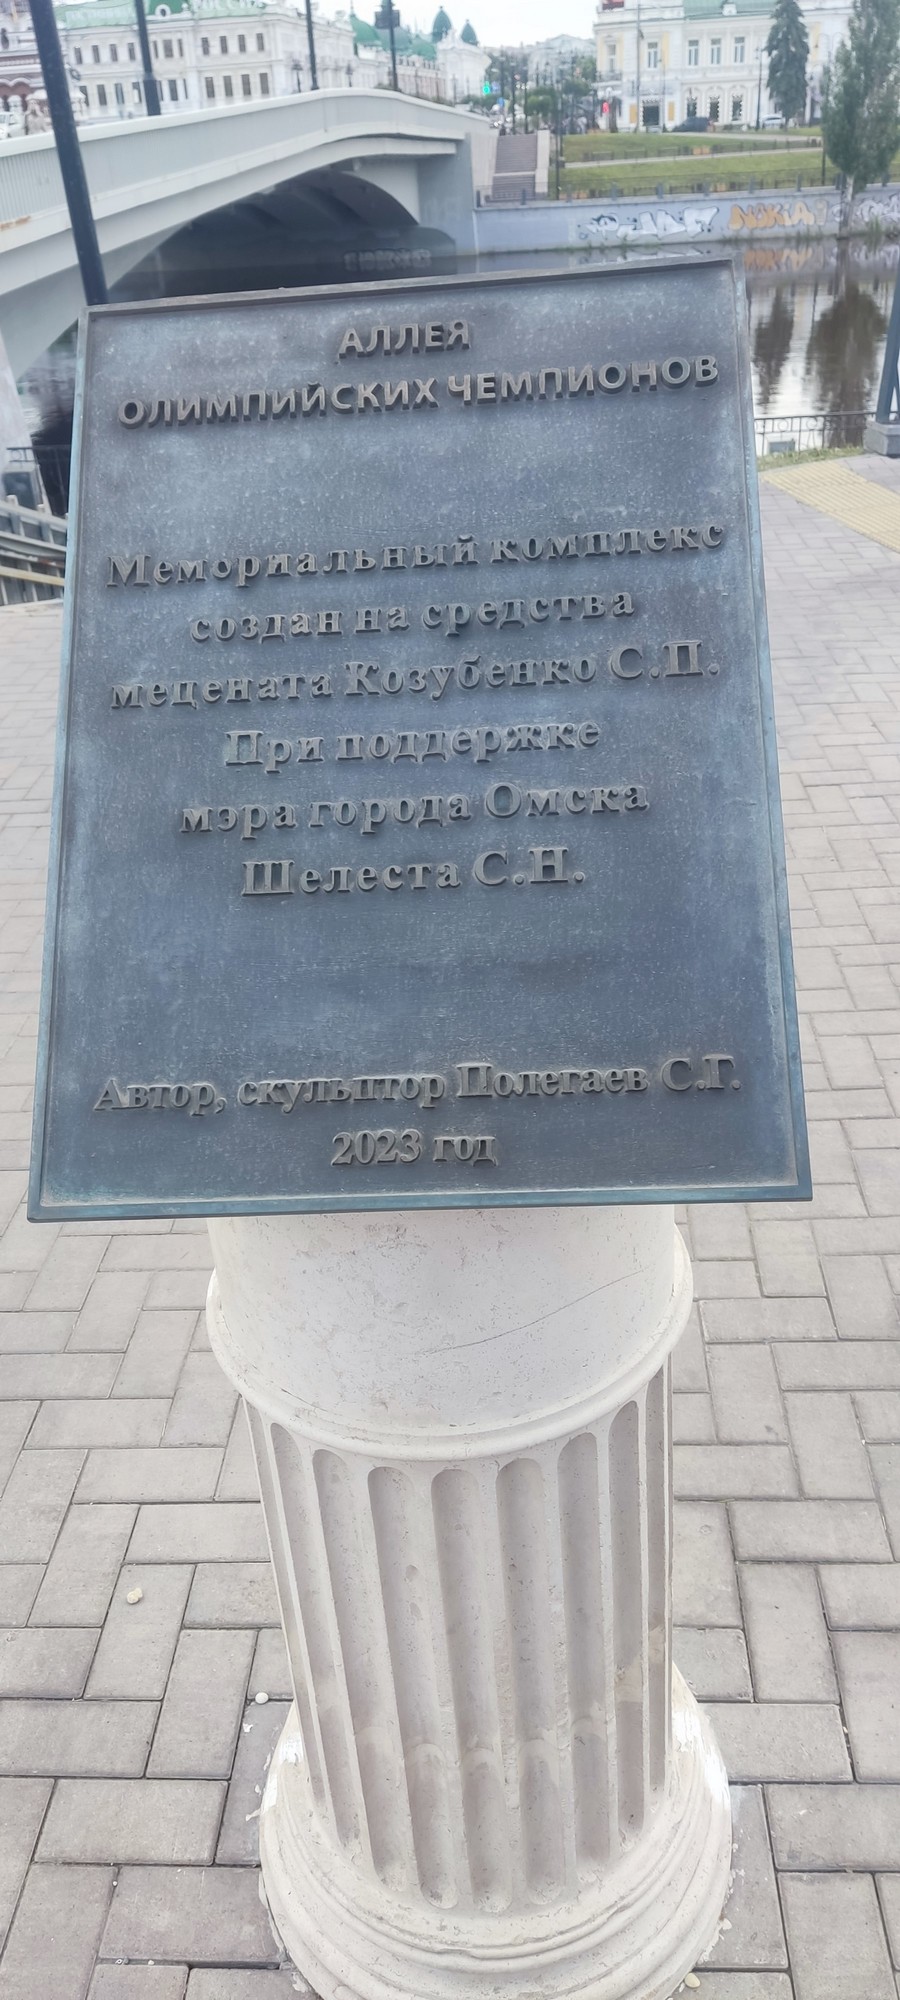 АЛЛЕЯ
ОЛИМПИЙСКИХ ЧЕМПИОНОВ
Мемориальный комплекс
создан на средства
мецената Козубенко С.П.
При поддержке
мэра города Омска
Шелеста С.Н.
Автор, скульптор Полегаев С.Г.
2023 год